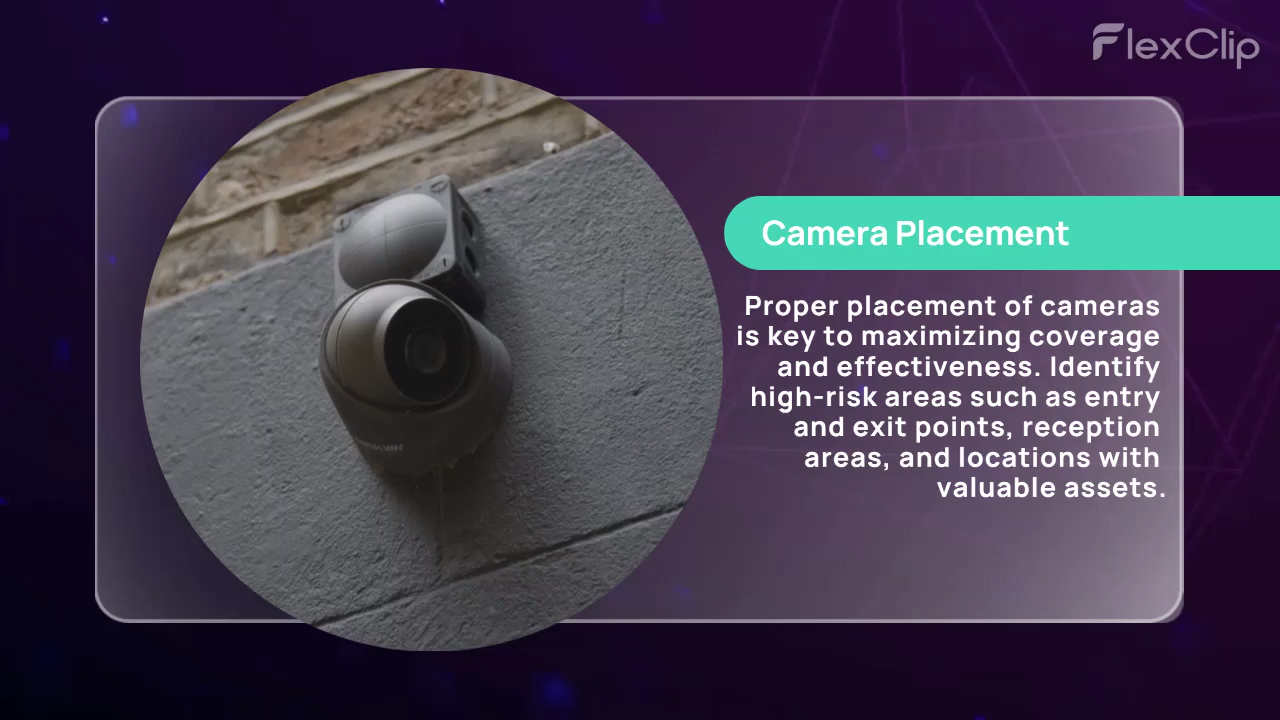 FlexClip
Camera Placement
Proper placement of cameras
is key to maximizing coverage
and effectiveness. Identify
high-risk areas such as entry
and exit points, reception
areas, and locations with
valuable assets.